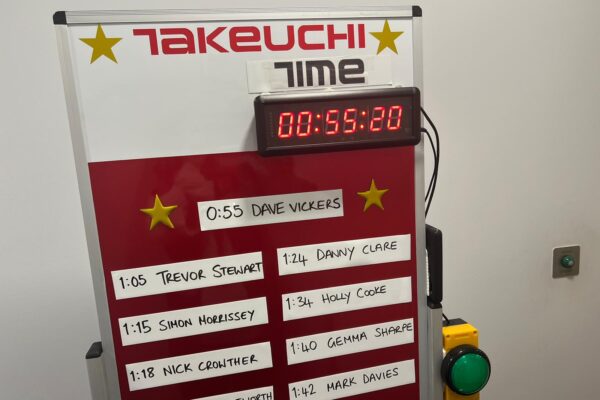 TAKEUCHI
TIME
00:55:20
0:55 DAVE VICKERS
1:05 TREVOR STEWART
1:15 SIMON MORRISSEY
1:18 NICK CROWTHER
1:24 DANNY CLARE
1:34 HOLLY COOKE
1:40 GEMMA SHARPE
1:42 MARK DAVIES